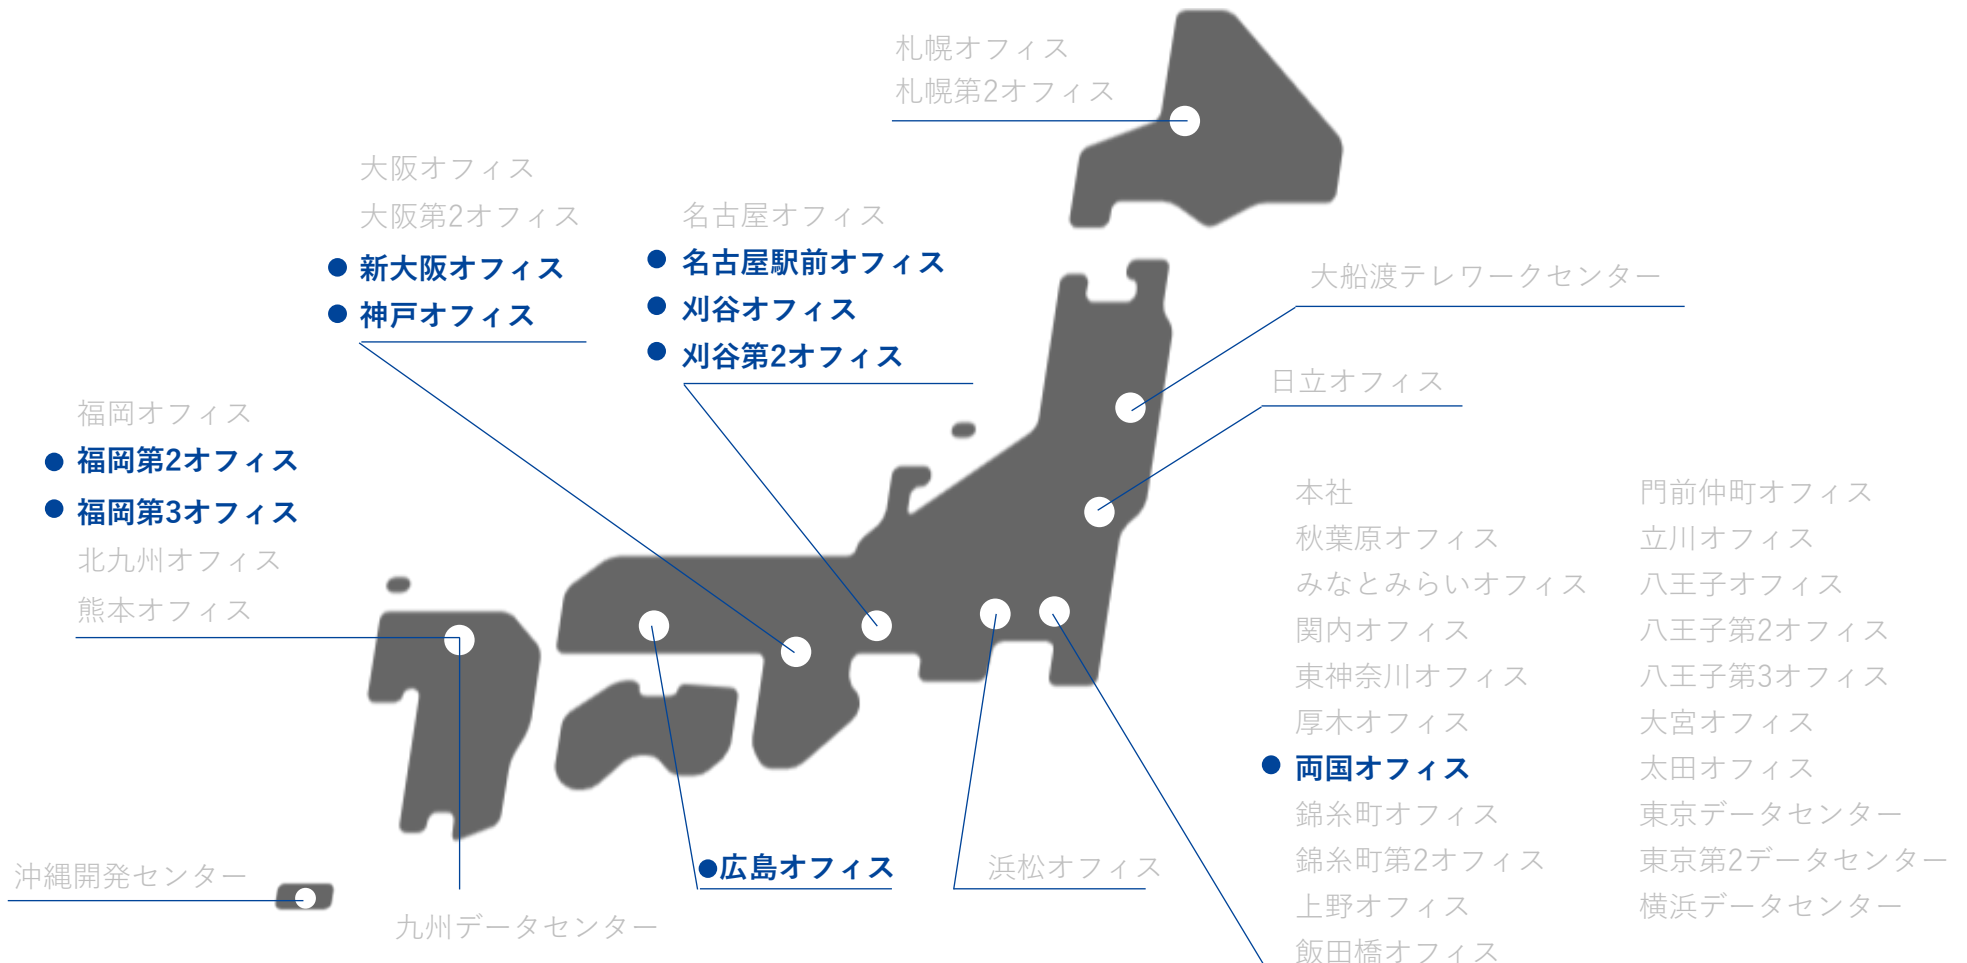 札幌オフィス
札幌第2オフィス
大阪オフィス
大阪第2オフィス
● 新大阪オフィス
● 神戸オフィス
名古屋オフィス
● 名古屋駅前オフィス
● 刈谷オフィス
● 刈谷第2オフィス
大船渡テレワークセンター
日立オフィス
福岡オフィス
● 福岡第2オフィス
● 福岡第3オフィス
北九州オフィス
熊本オフィス
本社
秋葉原オフィス
みなとみらいオフィス
関内オフィス
東神奈川オフィス
厚木オフィス
● 両国オフィス
錦糸町オフィス
錦糸町第2オフィス
上野オフィス
飯田橋オフィス
門前仲町オフィス
立川オフィス
八王子オフィス
八王子第2オフィス
八王子第3オフィス
大宮オフィス
太田オフィス
東京データセンター
東京第2データセンター
横浜データセンター
沖縄開発センター
九州データセンター
●広島オフィス
浜松オフィス